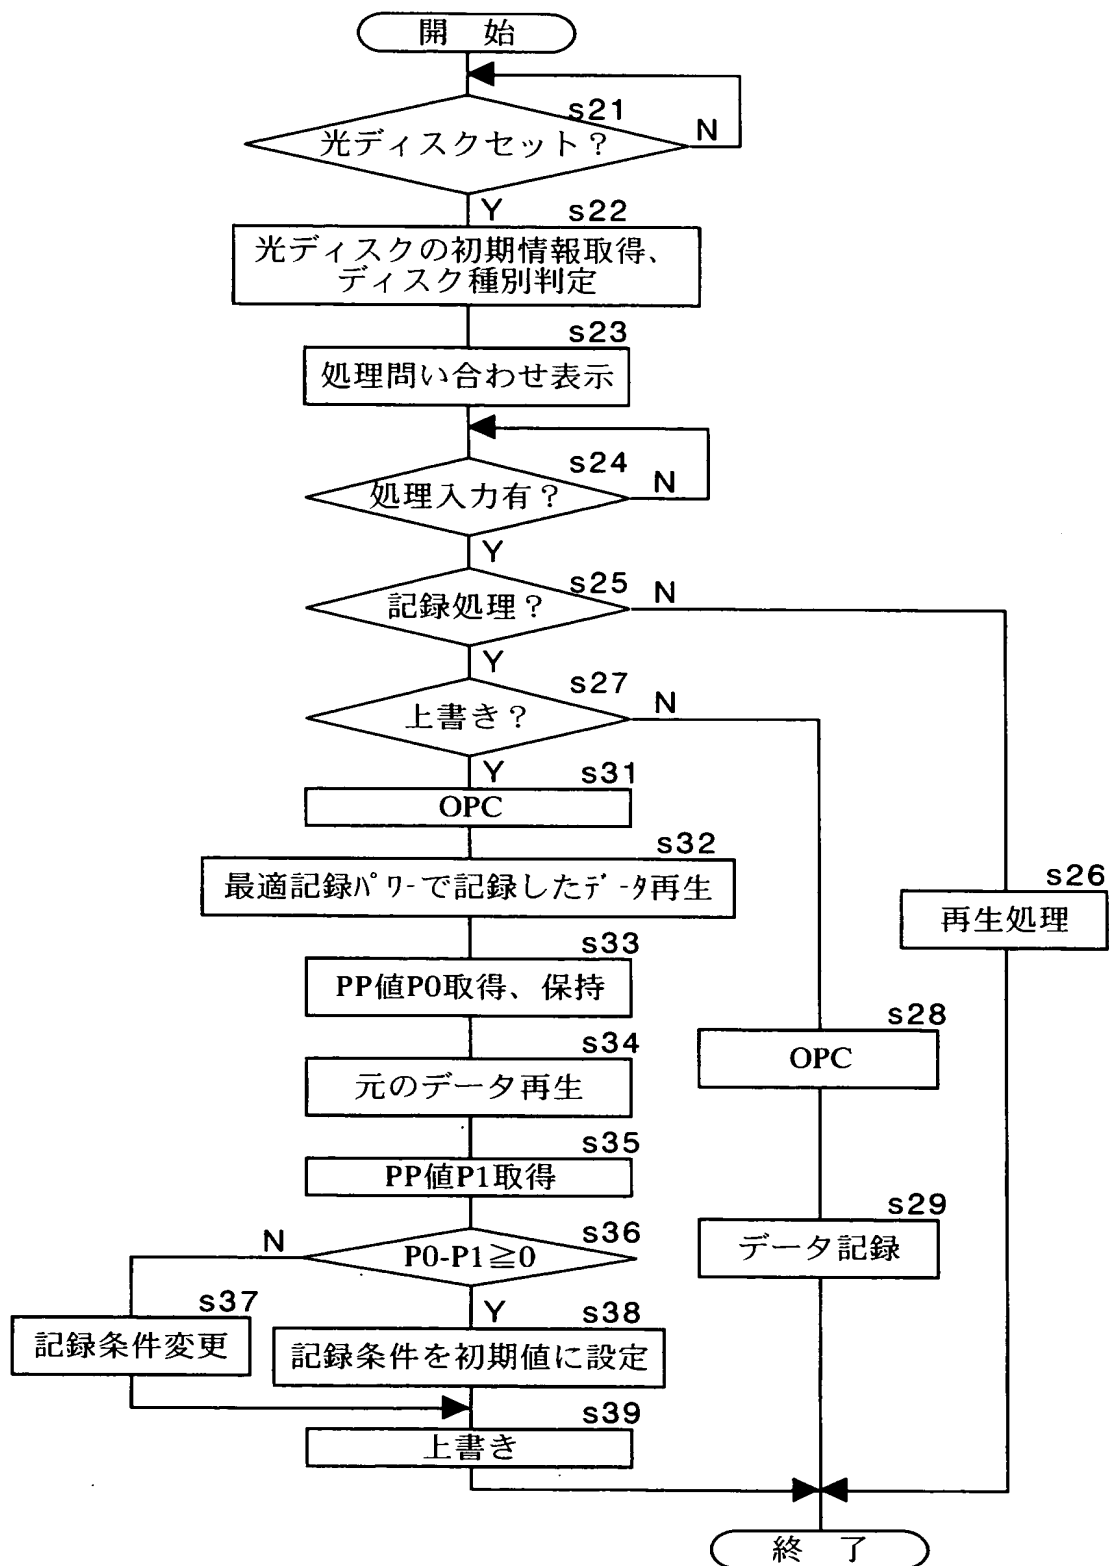 開 始
s21
光ディスクセット？
N
Y
s22
光ディスクの初期情報取得、
ディスク種別判定
s23
処理問い合わせ表示
s24
処理入力有？
N
Y
s25
記録処理？
N
Y
s27
上書き？
N
Y
s31
OPC
s32
最適記録ﾊﾟﾜｰで記録したﾃﾞｰﾀ再生
s26
再生処理
s33
PP値P0取得、保持
s28
OPC
s34
元のデータ再生
s35
PP値P1取得
s29
データ記録
s36
P0-P1≧0
N
Y
s37
記録条件変更
s38
記録条件を初期値に設定
s39
上書き
終 了